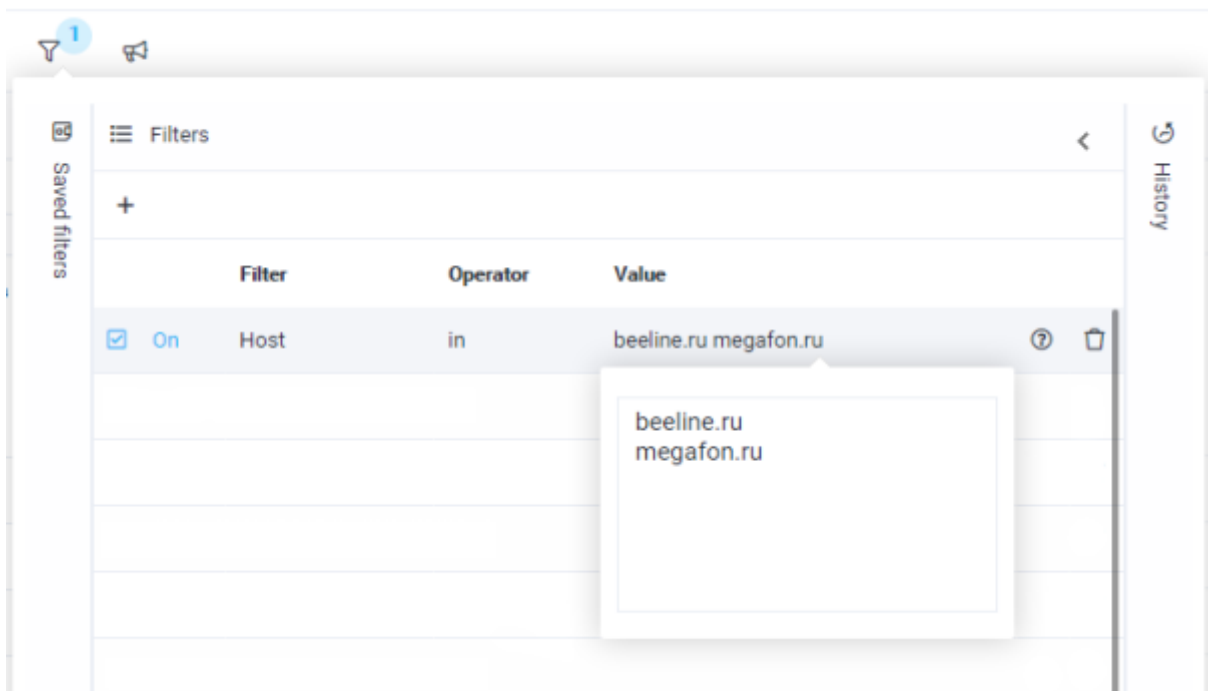 1
Saved filters
Filters
History
+
Filter Operator Value
On Host in beeline.ru megafon.ru
beeline.ru
megafon.ru